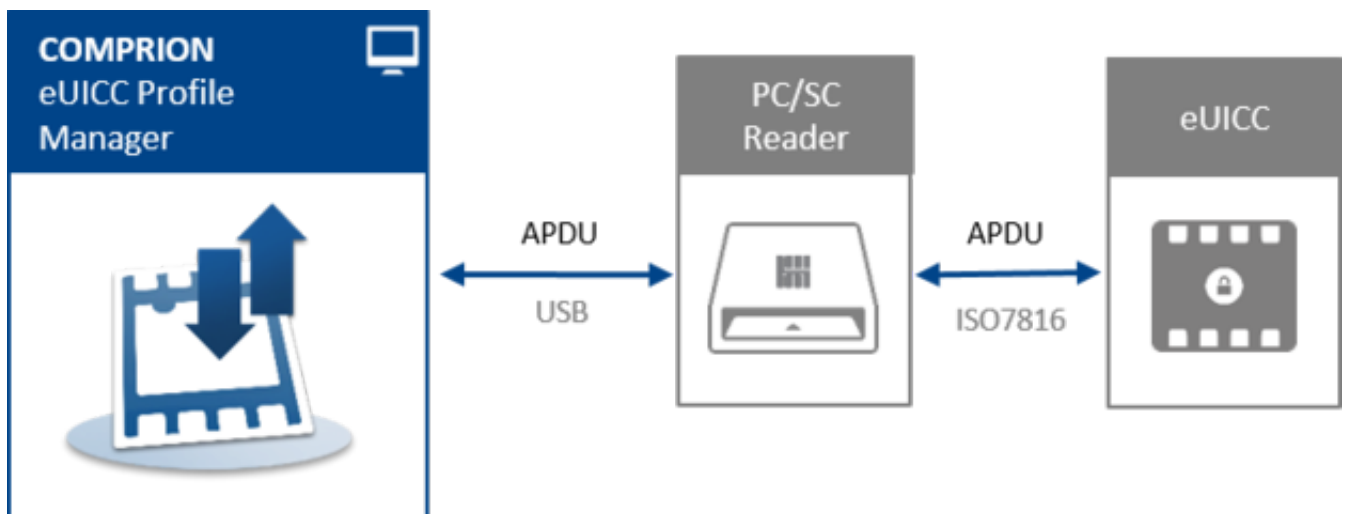 COMPRION
eUICC Profile
Manager
APDU
USB
PC/SC
Reader
APDU
ISO7816
eUICC